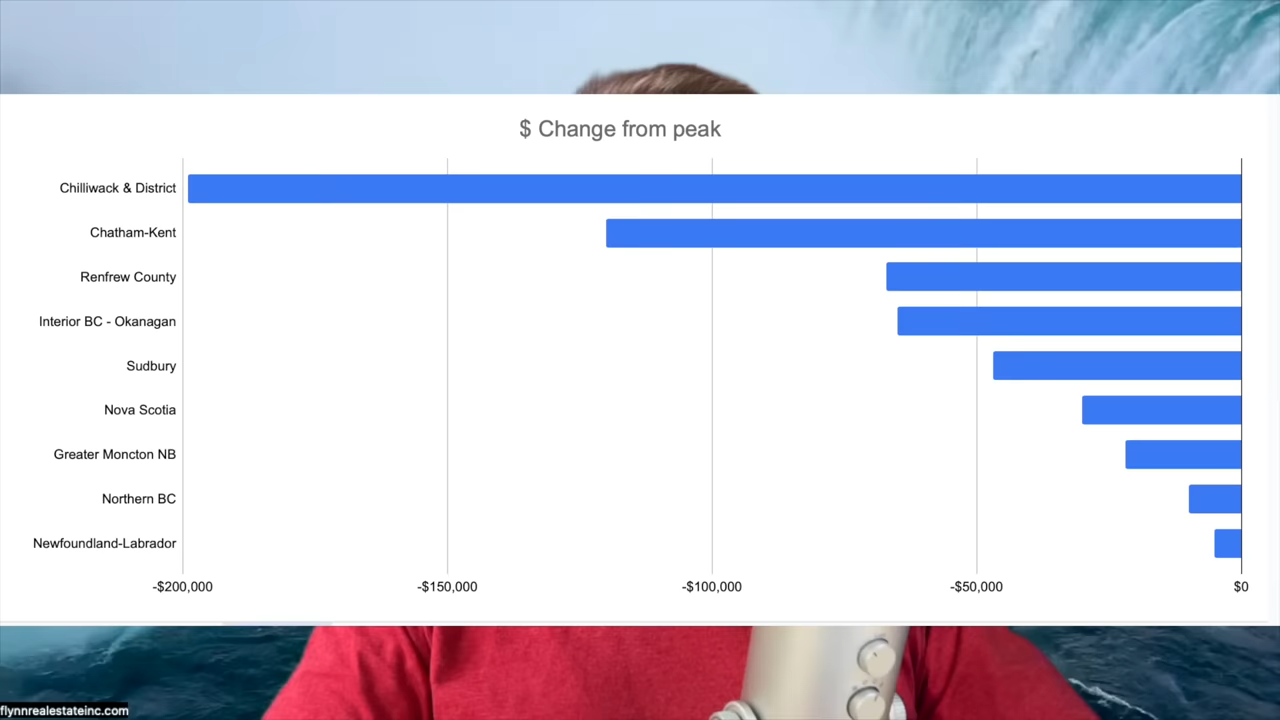 $ Change from peak
Chilliwack & District
Chatham-Kent
Renfrew County
Interior BC - Okanagan
Sudbury
Nova Scotia
Greater Moncton NB
Northern BC
Newfoundland-Labrador
-$200,000 -$150,000 -$100,000 -$50,000 $0
flynnrealestateinc.com